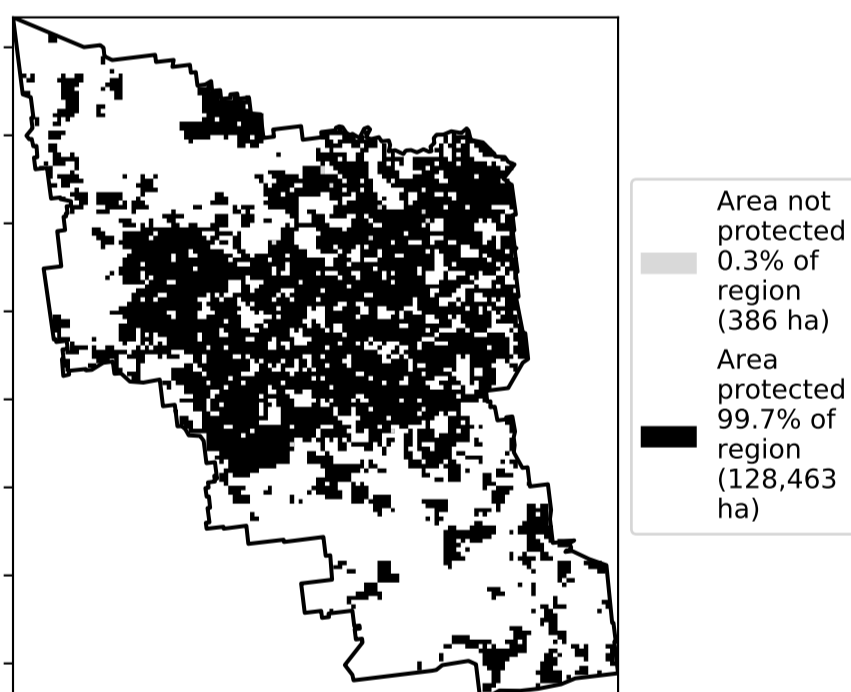 Area not
protected
0.3% of
region
(386 ha)
Area
protected
99.7% of
region
(128,463
ha)